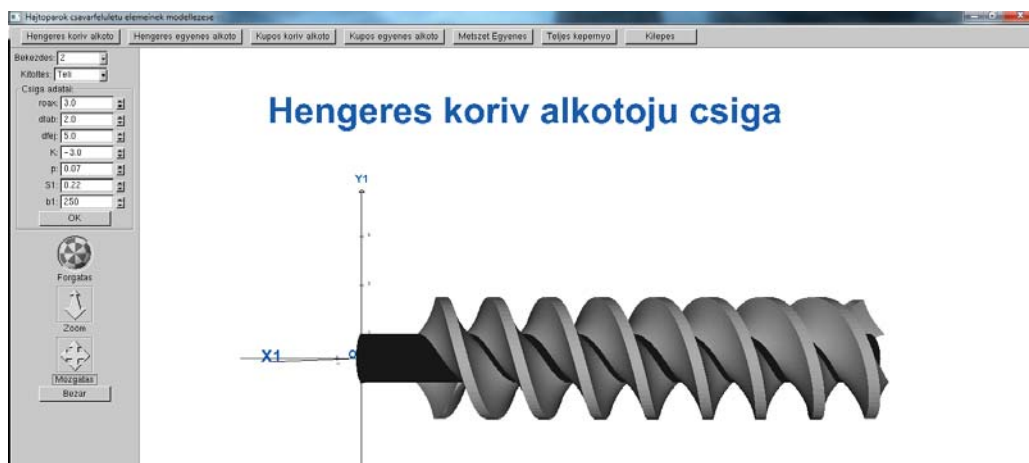 Hajtoparok csavarfeluletu elemeinek modellezese
Hengeres koriv alkoto Hengeres egyenes alkoto Kupos koriv alkoto Kupos egyenes alkoto Metszet Egyenes Teljes kepernyo Kilepes
Bekezdes: 2
Kitoltes: Teli
Csiga adatai:
roax: 3.0
dlab: 2.0
dfej: 5.0
K: -3.0
p: 0.07
S1: 0.22
b1: 250
OK
Forgatas
Zoom
Mozgatas
Bezar
Hengeres koriv alkotoju csiga
Y1
X1
O